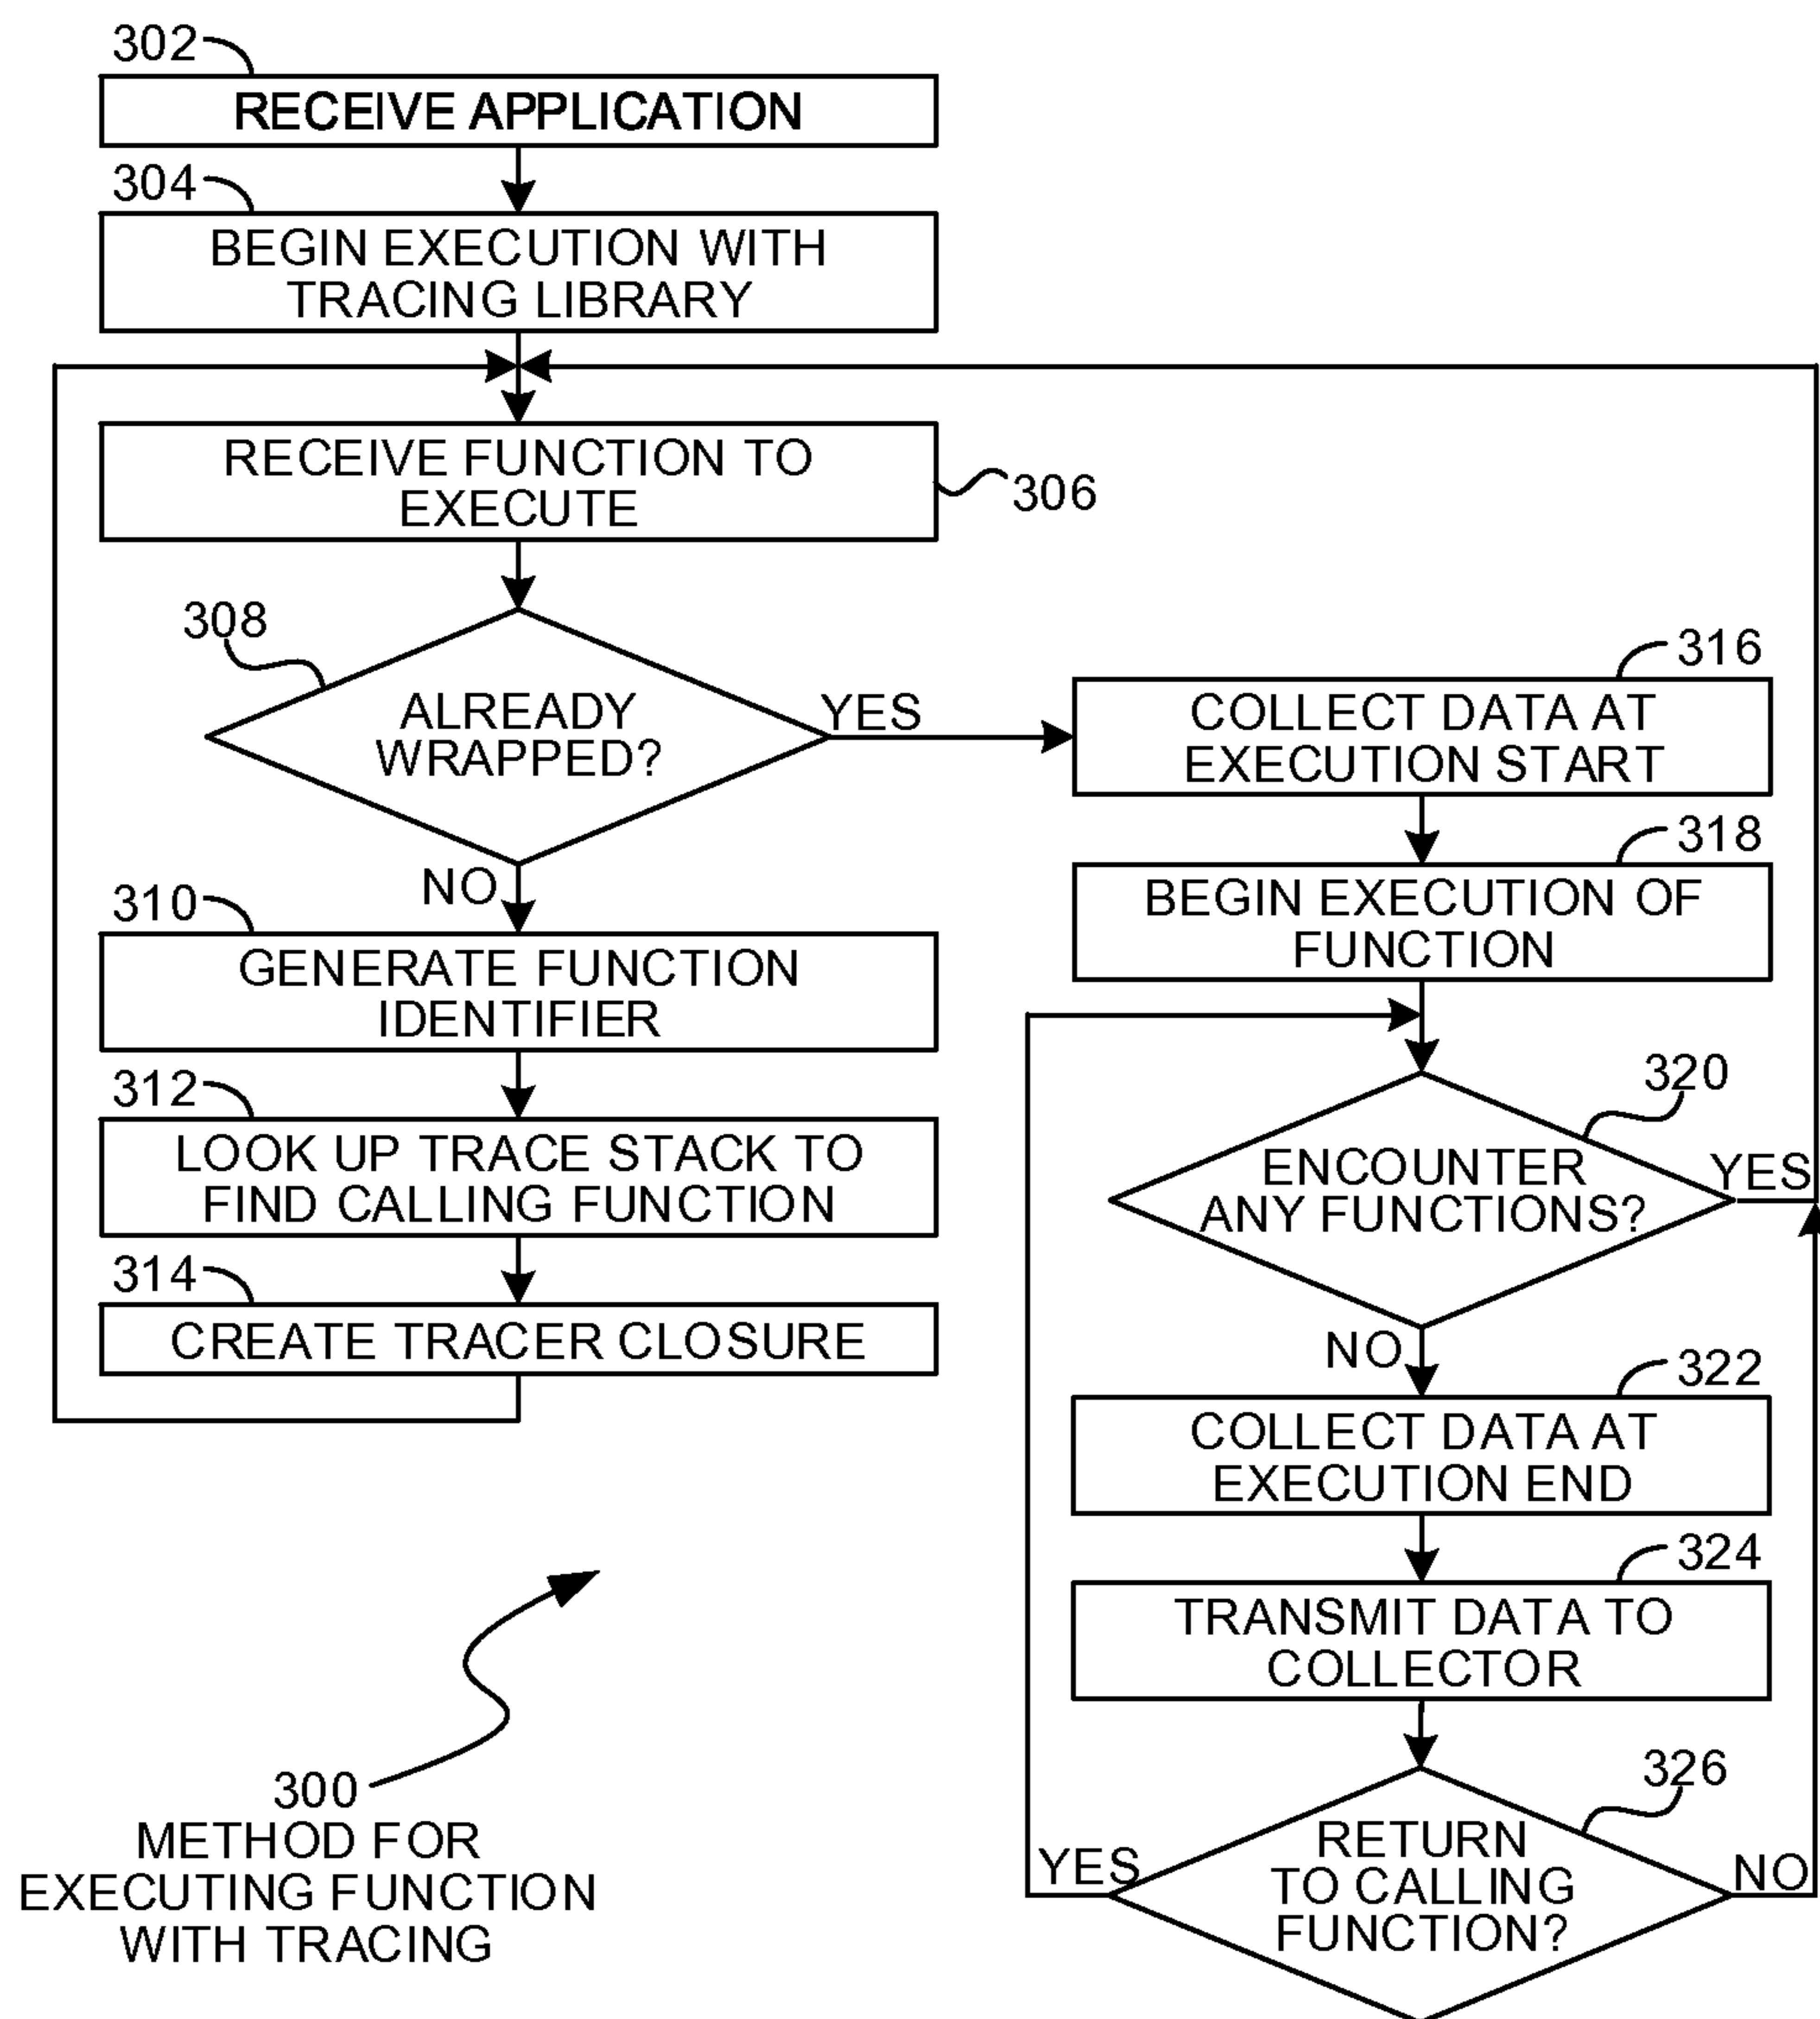 302
RECEIVE APPLICATION
304
BEGIN EXECUTION WITH
TRACING LIBRARY
RECEIVE FUNCTION TO
EXECUTE
306
308
ALREADY
WRAPPED?
YES
NO
310
GENERATE FUNCTION
IDENTIFIER
312
LOOK UP TRACE STACK TO
FIND CALLING FUNCTION
314
CREATE TRACER CLOSURE
316
COLLECT DATA AT
EXECUTION START
318
BEGIN EXECUTION OF
FUNCTION
320
ENCOUNTER
ANY FUNCTIONS?
YES
NO
322
COLLECT DATA AT
EXECUTION END
324
TRANSMIT DATA TO
COLLECTOR
326
RETURN
TO CALLING
FUNCTION?
YES
NO
300
METHOD FOR
EXECUTING FUNCTION
WITH TRACING